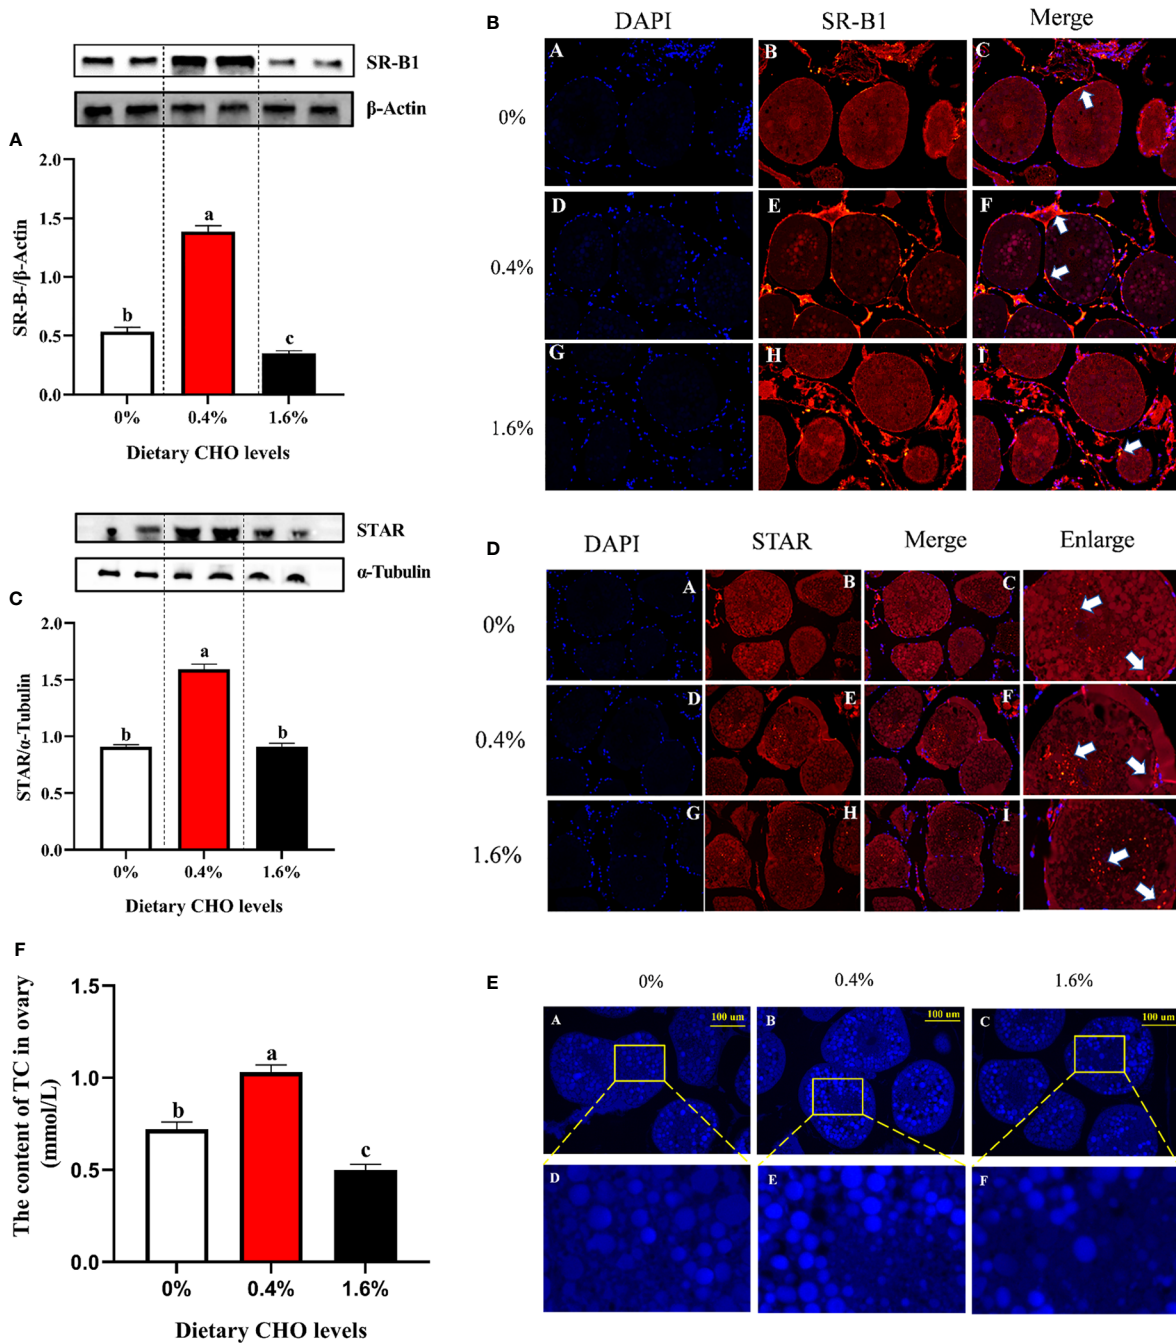 A
SR-B1
β-Actin
2.0
1.5
1.0
0.5
0.0
SR-B-/β-Actin
b
a
c
0%
0.4%
1.6%
Dietary CHO levels
B
DAPI
SR-B1
Merge
0%
A
B
C
0.4%
D
E
F
1.6%
G
H
I
C
STAR
α-Tubulin
2.0
1.5
1.0
0.5
0.0
STAR/α-Tubulin
b
a
b
0%
0.4%
1.6%
Dietary CHO levels
D
DAPI
STAR
Merge
Enlarge
0%
A
B
C
0.4%
D
E
F
1.6%
G
H
I
F
1.5
1.0
0.5
0.0
The content of TC in ovary
(mmol/L)
b
a
c
0%
0.4%
1.6%
Dietary CHO levels
E
0%
0.4%
1.6%
A
100 um
B
100 um
C
100 um
D
E
F